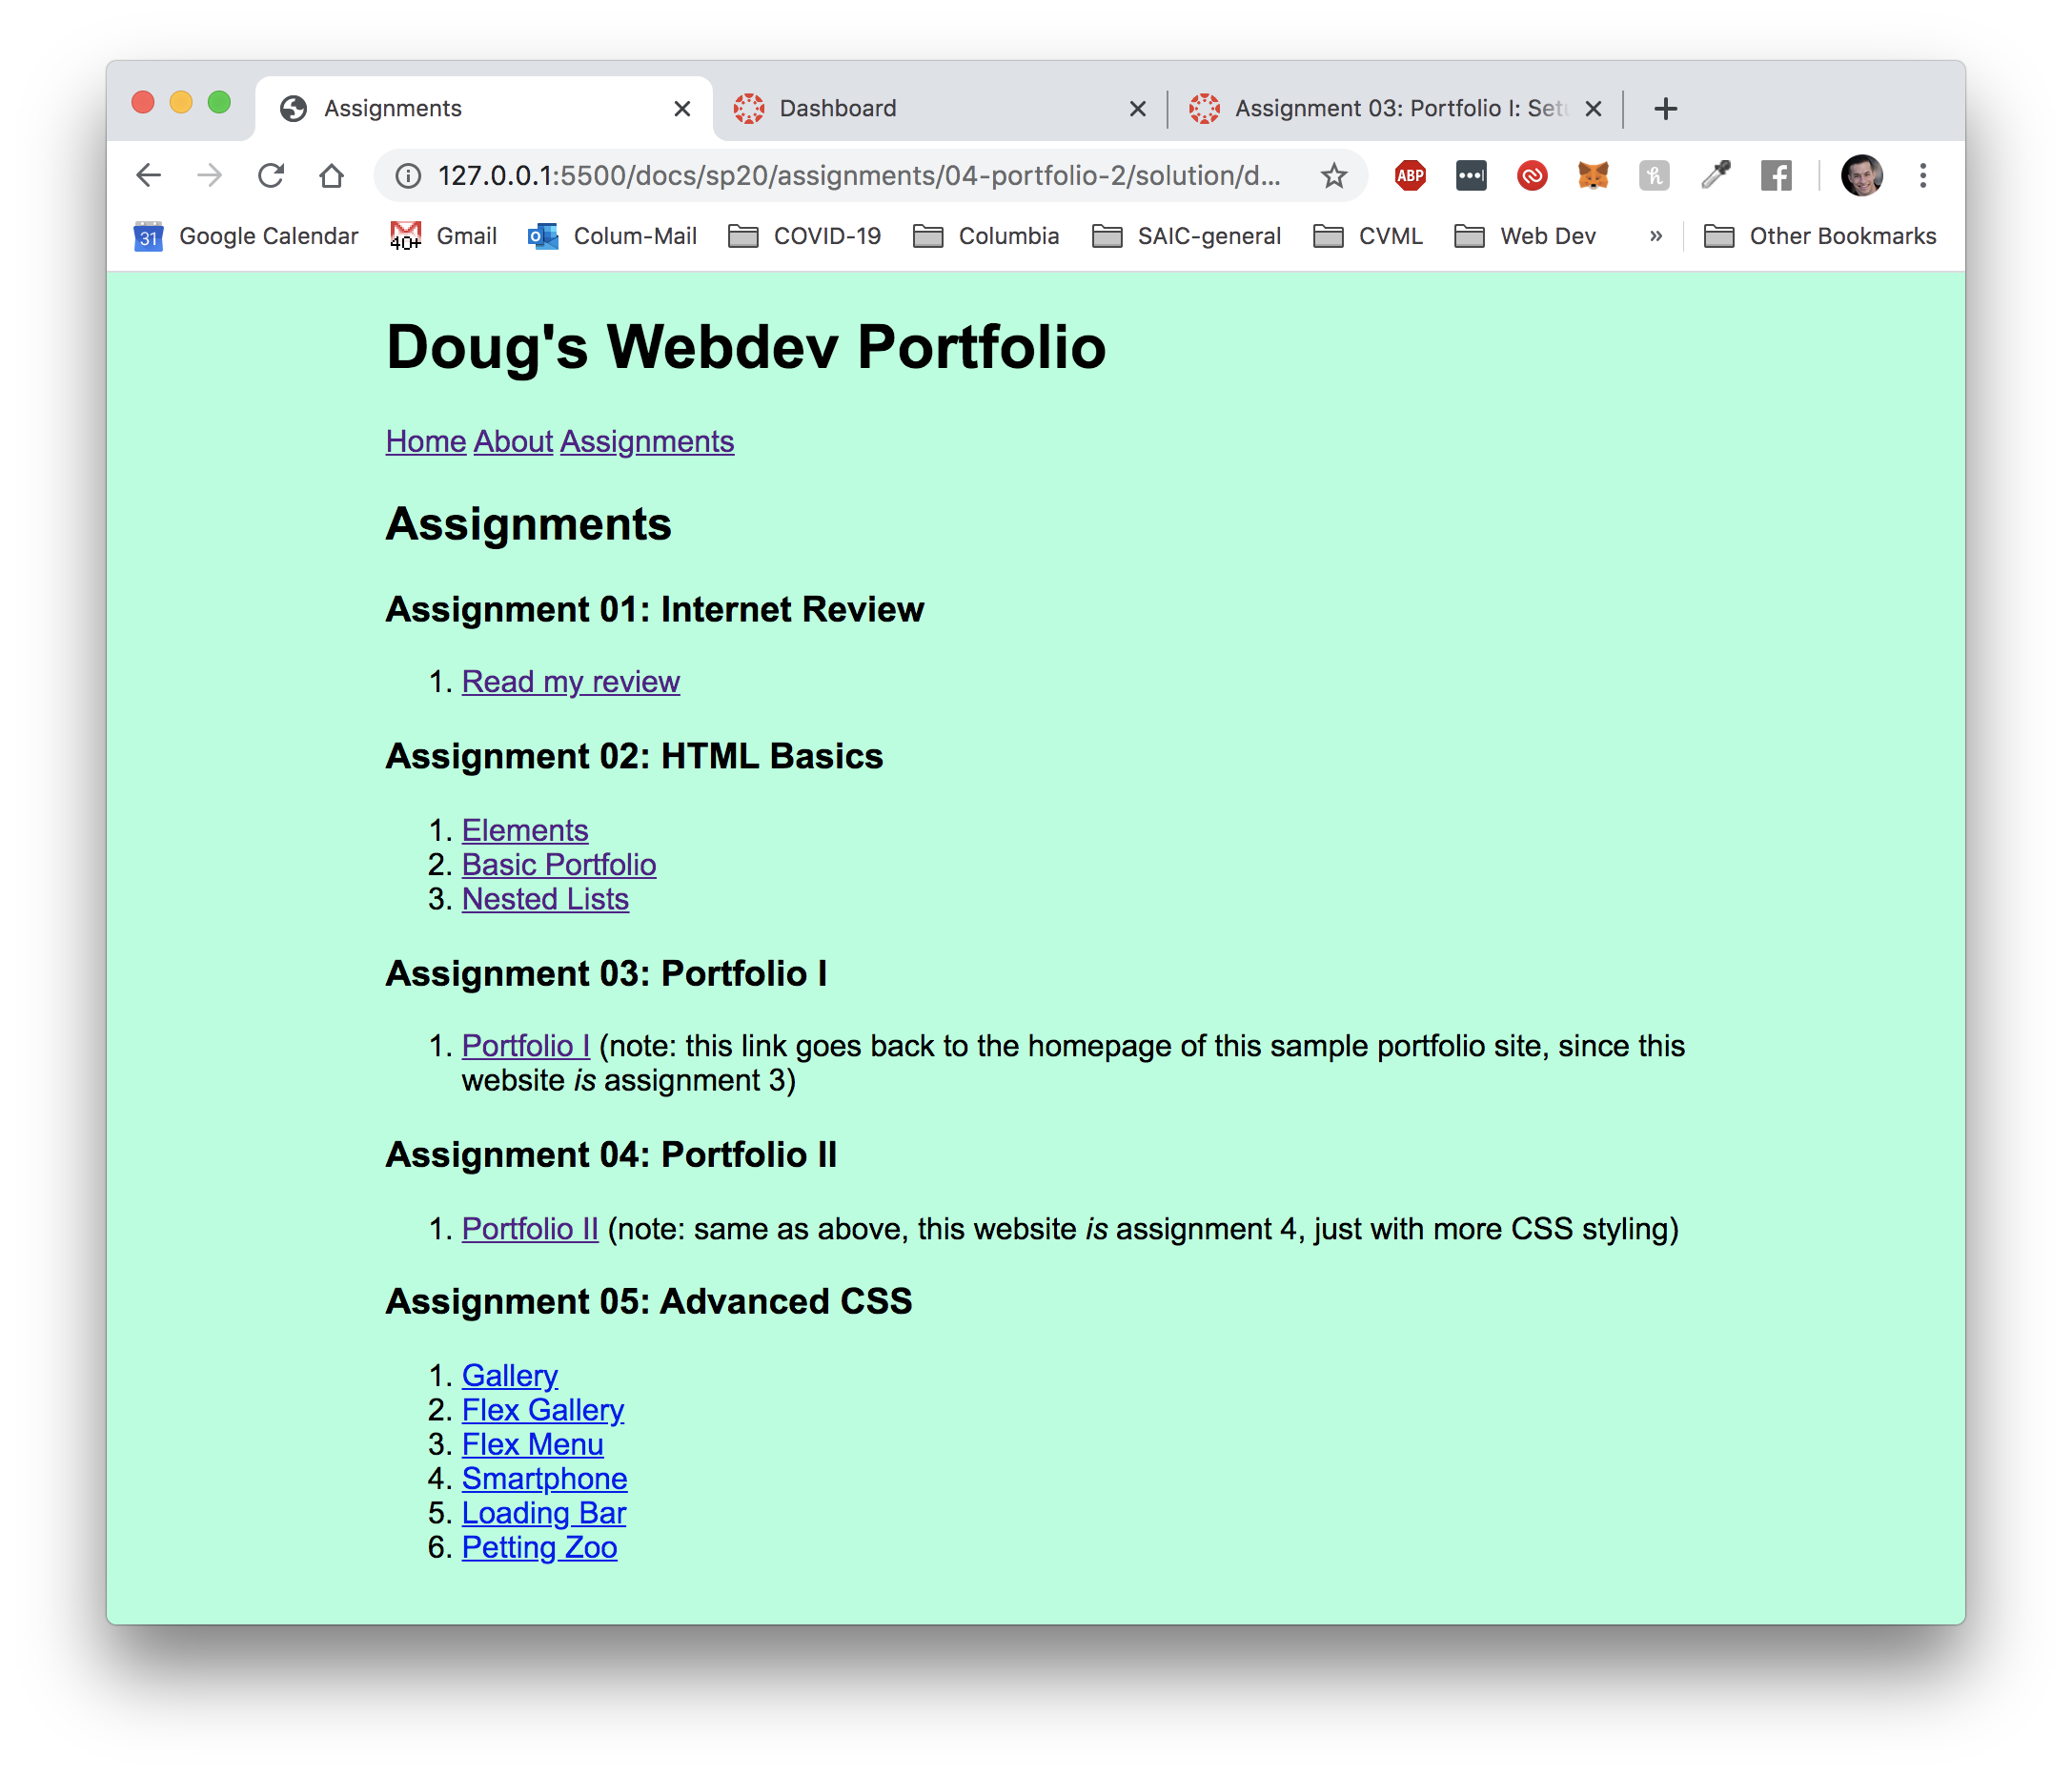 Assignments
Dashboard
Assignment 03: Portfolio I: Set
127.0.0.1:5500/docs/sp20/assignments/04-portfolio-2/solution/d...
ABP
31 Google Calendar
40+ Gmail
Colum-Mail
COVID-19
Columbia
SAIC-general
CVML
Web Dev
»
Other Bookmarks
Doug's Webdev Portfolio
Home About Assignments
Assignments
Assignment 01: Internet Review
1. Read my review
Assignment 02: HTML Basics
1. Elements
2. Basic Portfolio
3. Nested Lists
Assignment 03: Portfolio I
1. Portfolio I (note: this link goes back to the homepage of this sample portfolio site, since this
website is assignment 3)
Assignment 04: Portfolio II
1. Portfolio II (note: same as above, this website is assignment 4, just with more CSS styling)
Assignment 05: Advanced CSS
1. Gallery
2. Flex Gallery
3. Flex Menu
4. Smartphone
5. Loading Bar
6. Petting Zoo